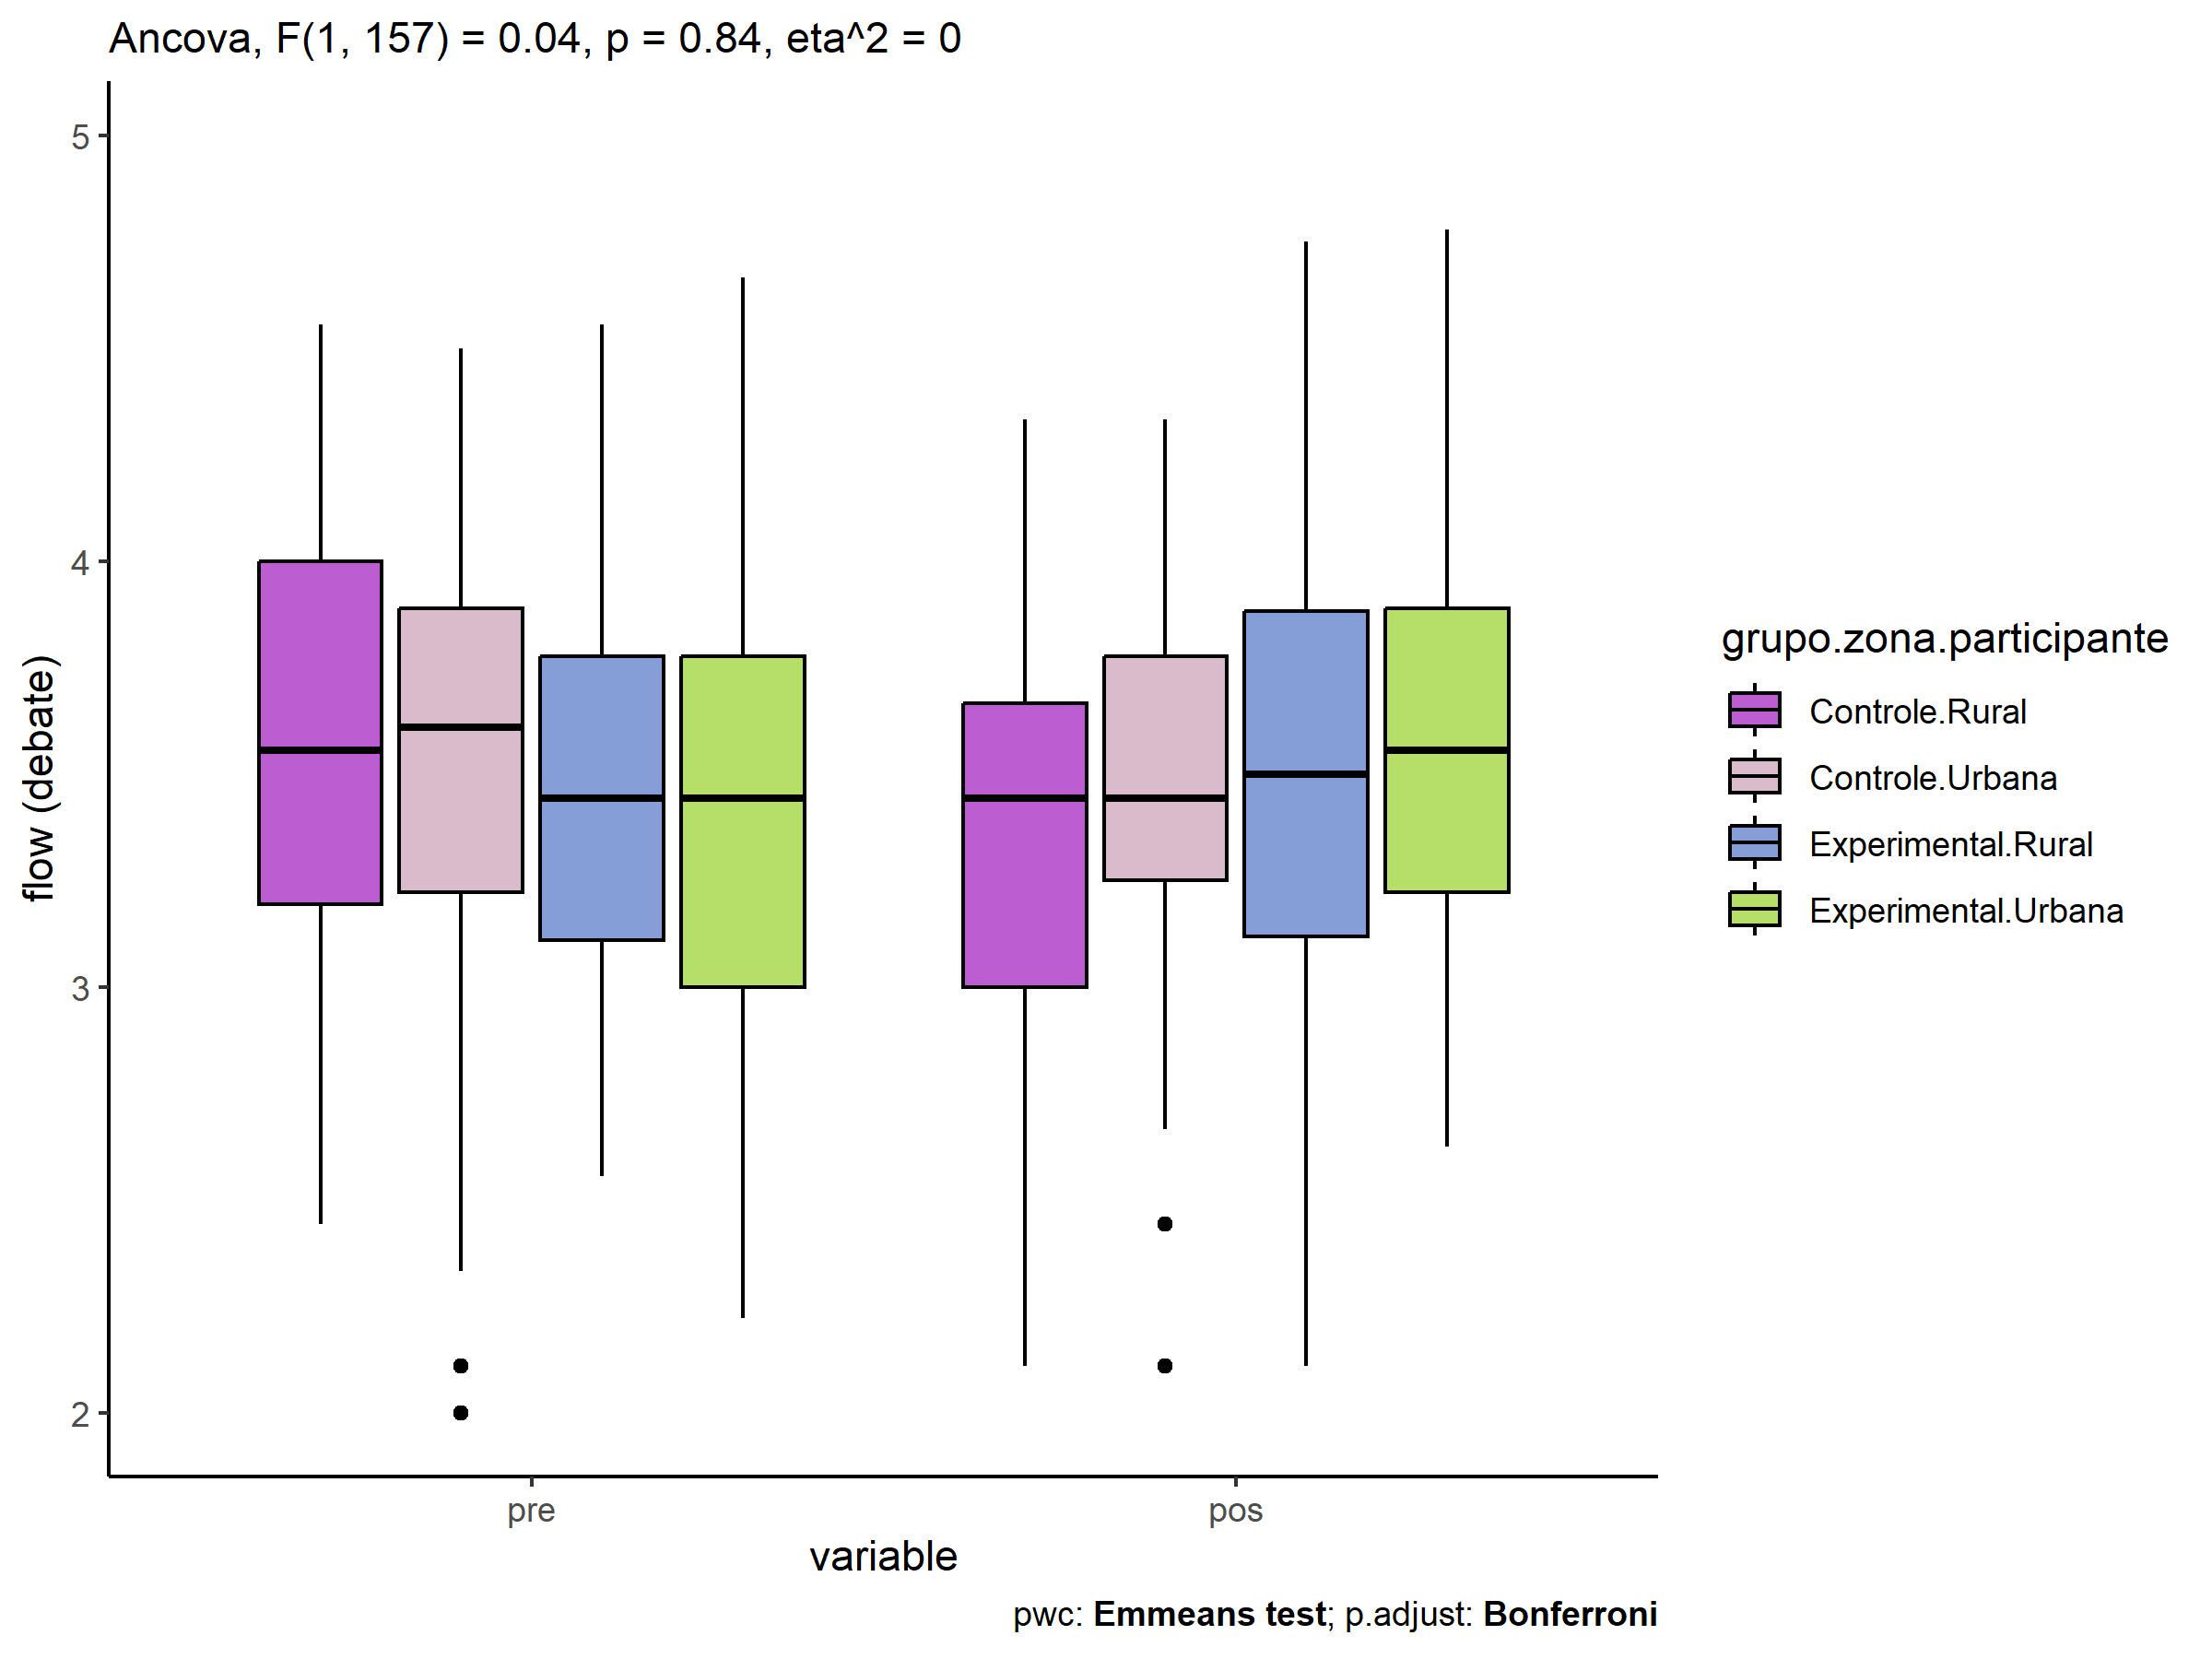 Ancova, F(1, 157) = 0.04, p = 0.84, eta^2 = 0
5
4
3
2
flow (debate)
pre
pos
variable
grupo.zona.participante
Controle.Rural
Controle.Urbana
Experimental.Rural
Experimental.Urbana
pwc: Emmeans test; p.adjust: Bonferroni